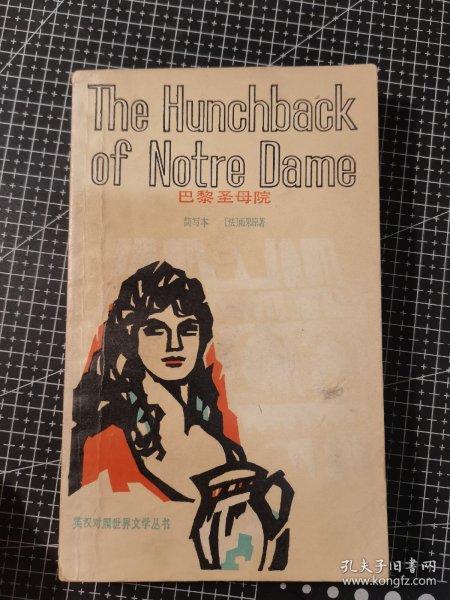 The Hunchback
of Notre Dame
巴黎圣母院
简写本 [法]雨果原著
英汉对照世界文学丛书
孔夫子旧书网
www.kongfz.com